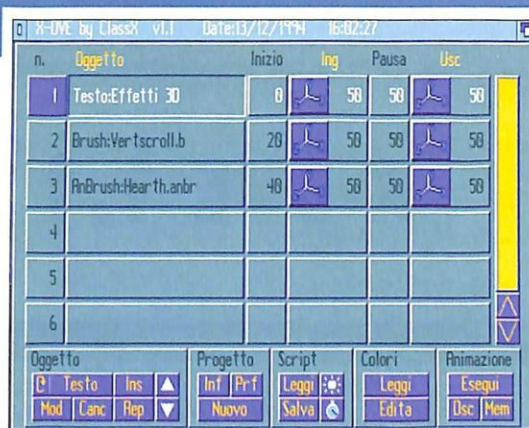 X-DVE by ClassX v1.1 Date:13/12/1994 16:02:27
n. Oggetto Inizio Ing Pausa Usc
1 Testo:Effetti 3D 0 50 50 50
2 Brush:Vertscroll.b 20 50 50 50
3 AnBrush:Hearth.anbr 40 50 50 50
4
5
6
Oggetto Progetto Script Colori Animazione
Testo Ins Inf Prf Leggi Leggi Esegui
Mod Canc Rep Nuovo Salva Edita Dsc Mem